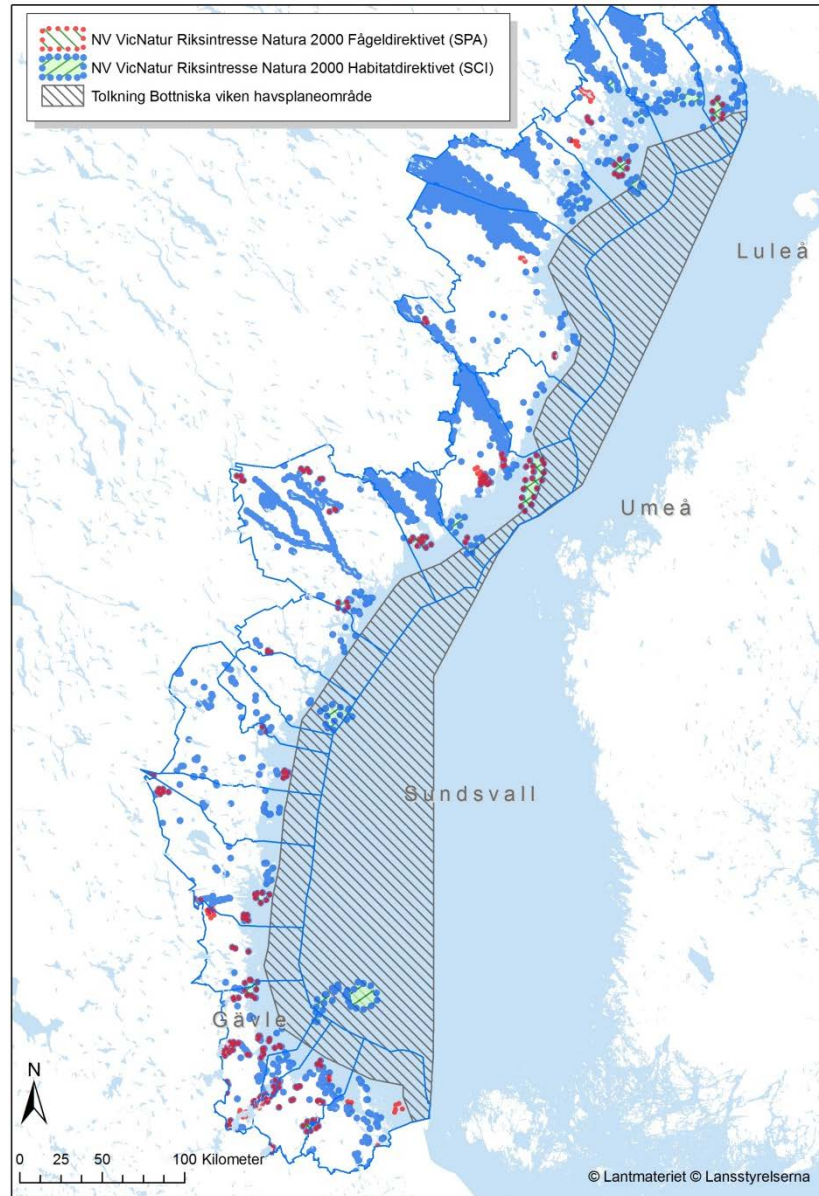 NV VicNatur Riksintresse Natura 2000 Fågeldirektivet (SPA)
NV VicNatur Riksintresse Natura 2000 Habitatdirektivet (SCI)
Tolkning Bottniska viken havsplaneområde
Luleå
Umeå
Sundsvall
Gävle
N
0 25 50 100 Kilometer
© Lantmateriet © Lansstyrelserna